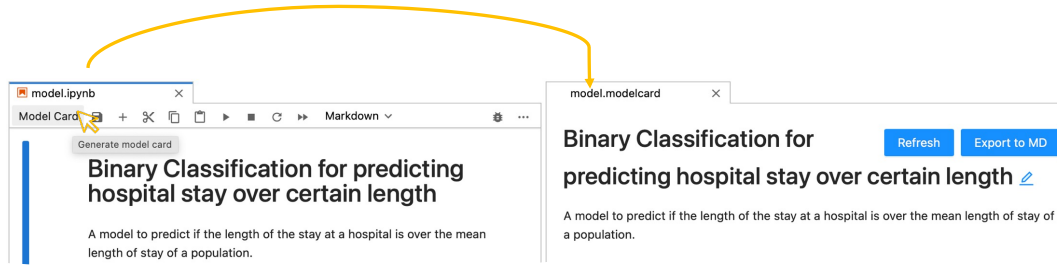 model.ipynb
Model Card
Markdown
Generate model card
Binary Classification for predicting
hospital stay over certain length
A model to predict if the length of the stay at a hospital is over the mean
length of stay of a population.
model.modelcard
Binary Classification for
Refresh
Export to MD
predicting hospital stay over certain length
A model to predict if the length of the stay at a hospital is over the mean length of stay of
a population.